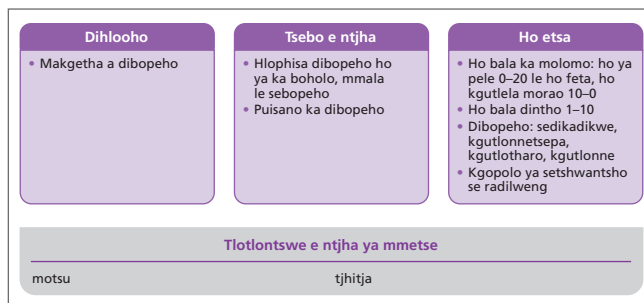 Dihlooho
• Makgetha a dibopeho
Tsebo e ntjha
• Hlophisa dibopeho ho
ya ka boholo, mmala
le sebopeho
• Puisano ka dibopeho
Ho etsa
• Ho bala ka molomo: ho ya
pele 0–20 le ho feta, ho
kgutlela morao 10–0
• Ho bala dintho 1–10
• Dibopeho: sedikadikwe,
kgutlonnetsepa,
kgutlotharo, kgutlonne
• Kgopolo ya setshwantsho
se radilweng
Tlotlontswe e ntjha ya mmetse
motsu tjhitja